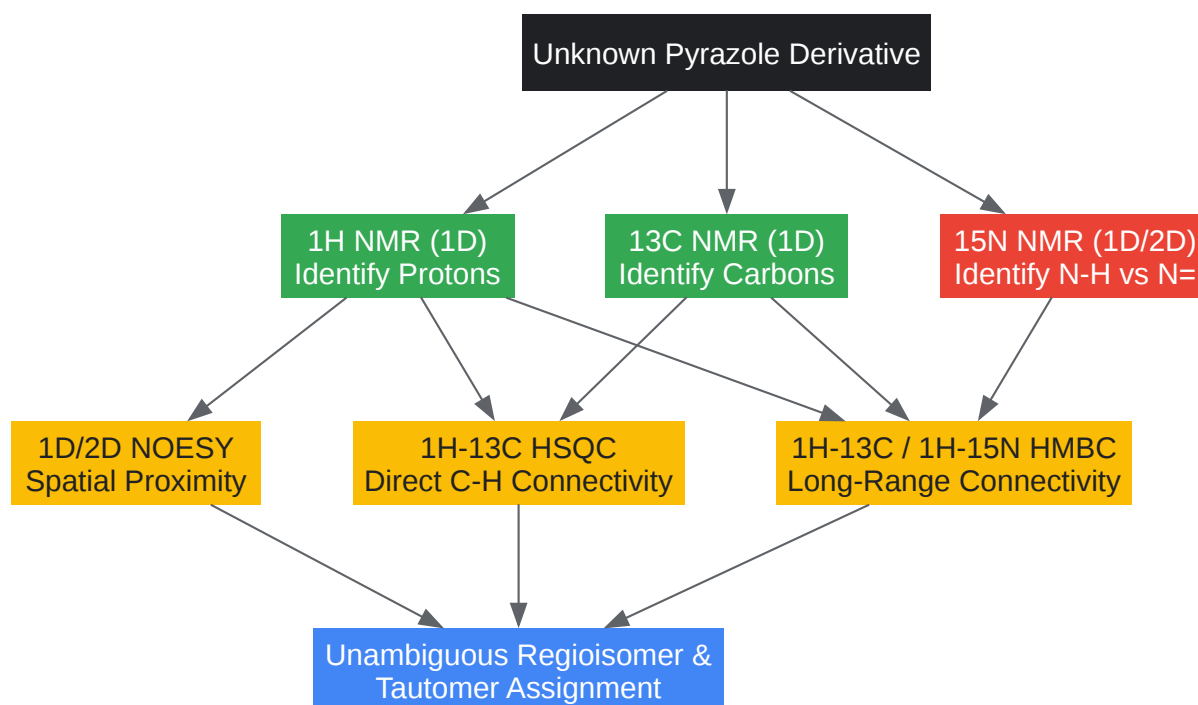 Unknown Pyrazole Derivative
1H NMR (1D)
Identify Protons
13C NMR (1D)
Identify Carbons
15N NMR (1D/2D)
Identify N-H vs N=
1D/2D NOESY
Spatial Proximity
1H-13C HSQC
Direct C-H Connectivity
1H-13C / 1H-15N HMBC
Long-Range Connectivity
Unambiguous Regioisomer &
Tautomer Assignment